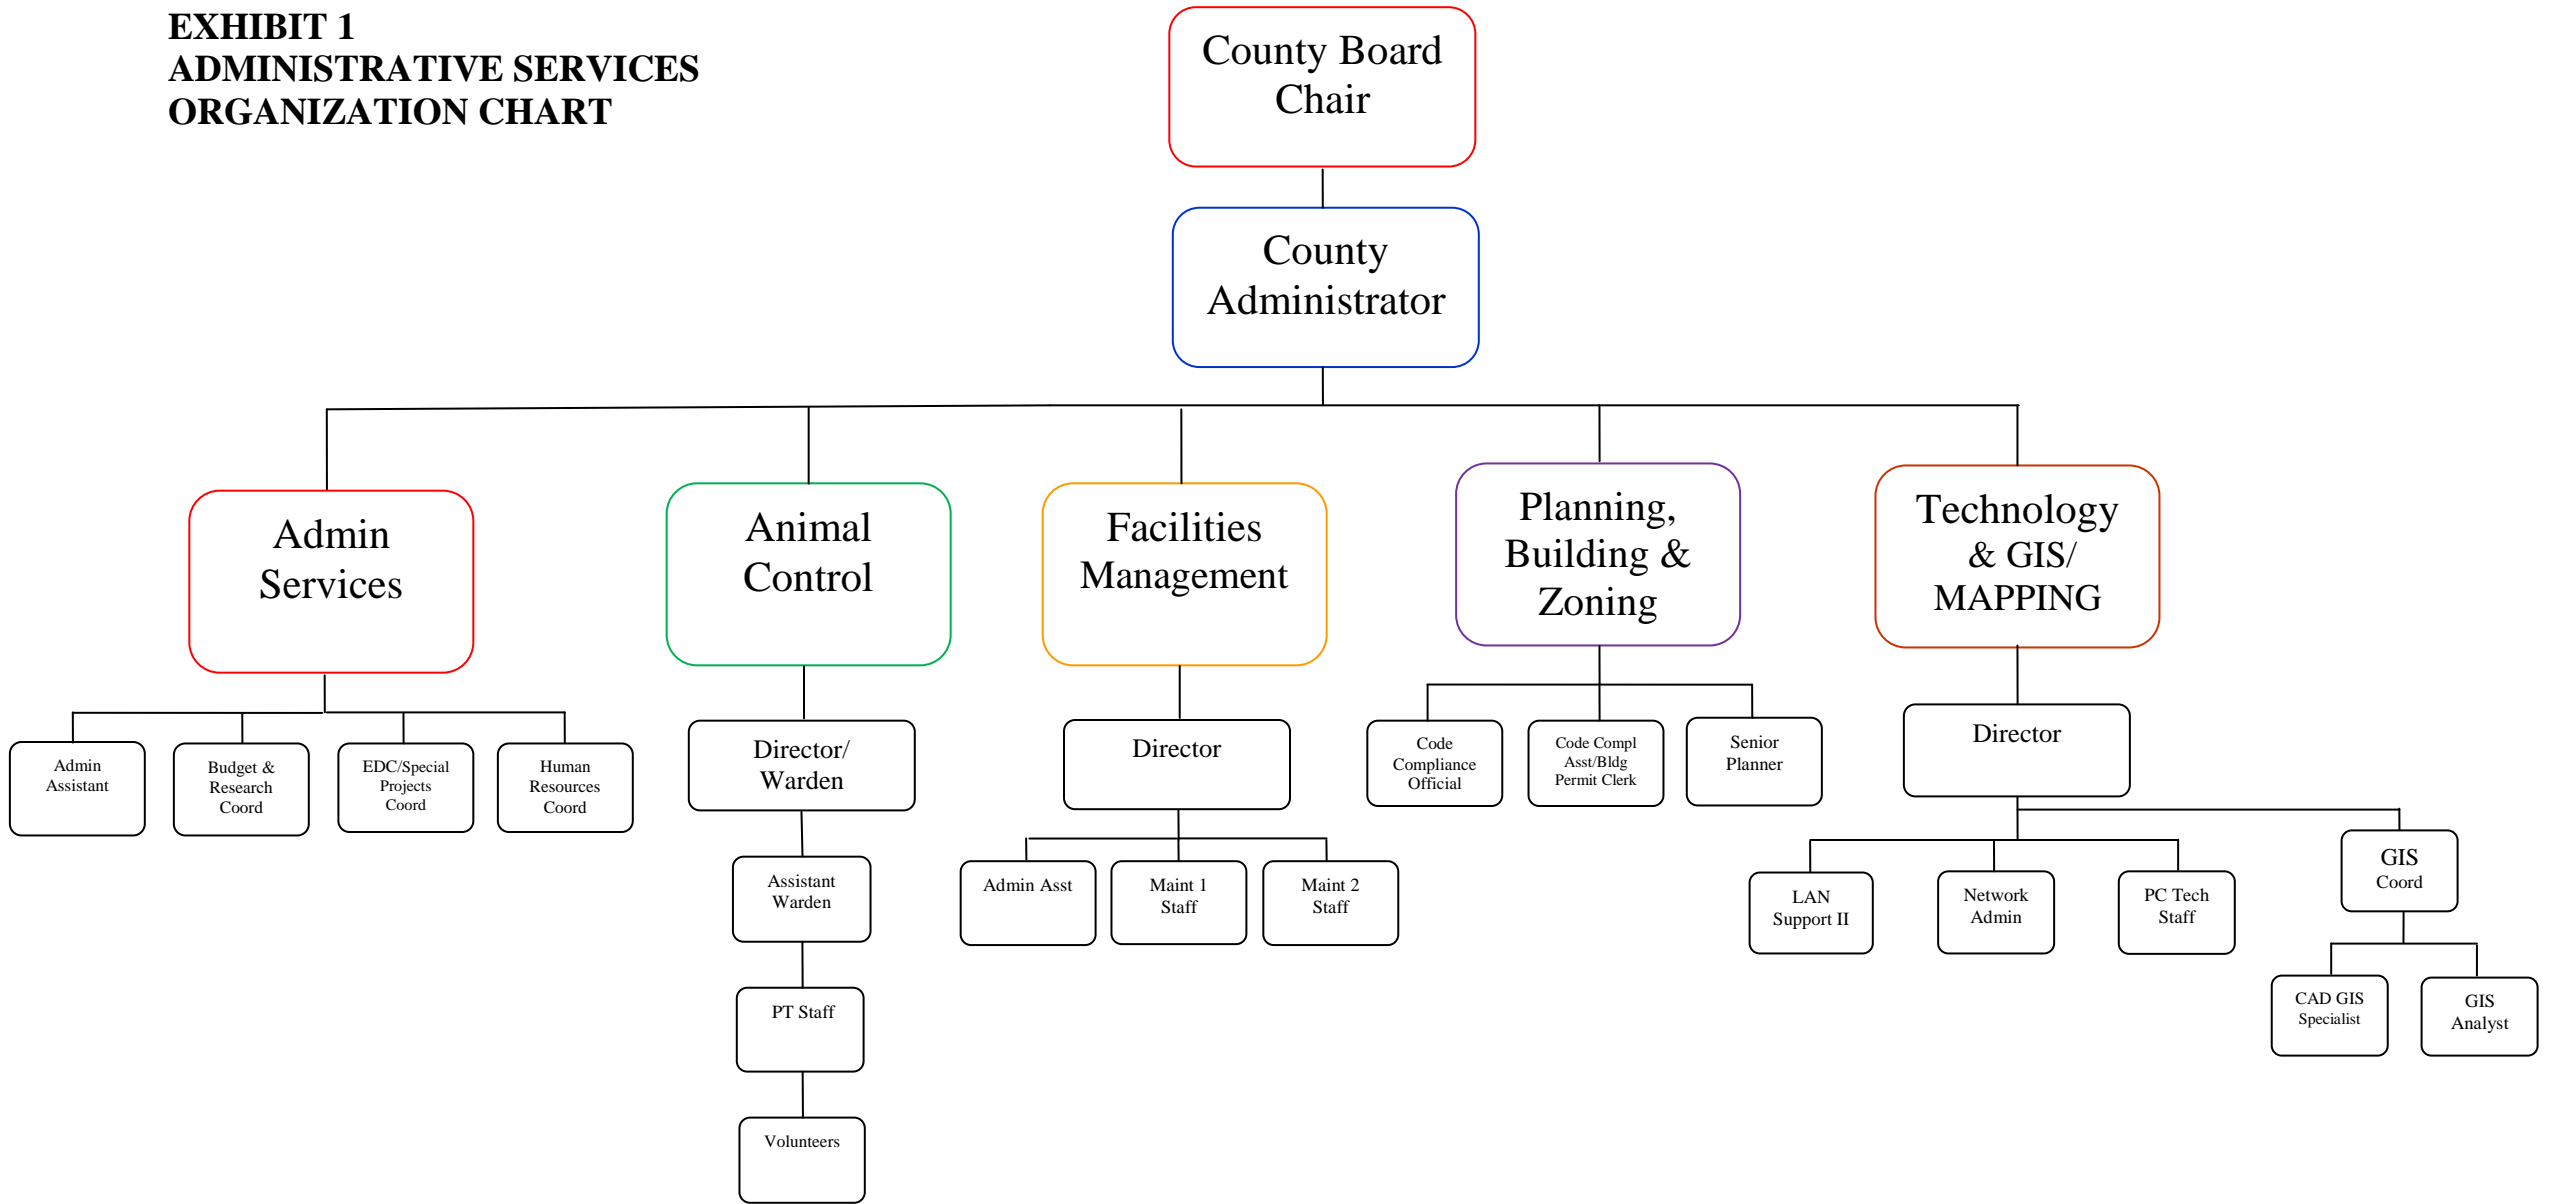 EXHIBIT 1
ADMINISTRATIVE SERVICES
ORGANIZATION CHART
County Board
Chair
County
Administrator
Admin
Services
Animal
Control
Facilities
Management
Planning,
Building &
Zoning
Technology
& GIS/
MAPPING
Admin
Assistant
Budget &
Research
Coord
EDC/Special
Projects
Coord
Human
Resources
Coord
Director/
Warden
Assistant
Warden
PT Staff
Volunteers
Director
Admin Asst
Maint 1
Staff
Maint 2
Staff
Code
Compliance
Official
Code Compl
Asst/Bldg
Permit Clerk
Senior
Planner
Director
LAN
Support II
Network
Admin
PC Tech
Staff
GIS
Coord
CAD GIS
Specialist
GIS
Analyst